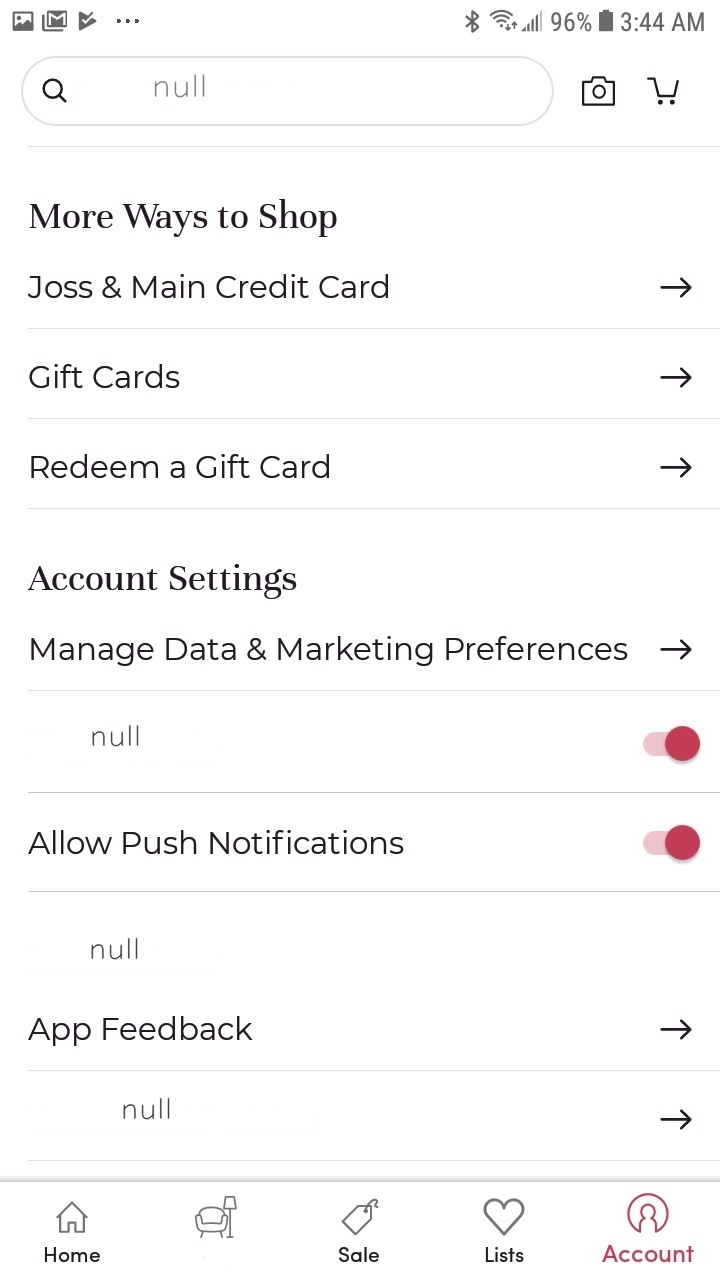 96% 3:44 AM
null
More Ways to Shop
Joss & Main Credit Card
Gift Cards
Redeem a Gift Card
Account Settings
Manage Data & Marketing Preferences
null
Allow Push Notifications
null
App Feedback
null
Home Sale Lists Account